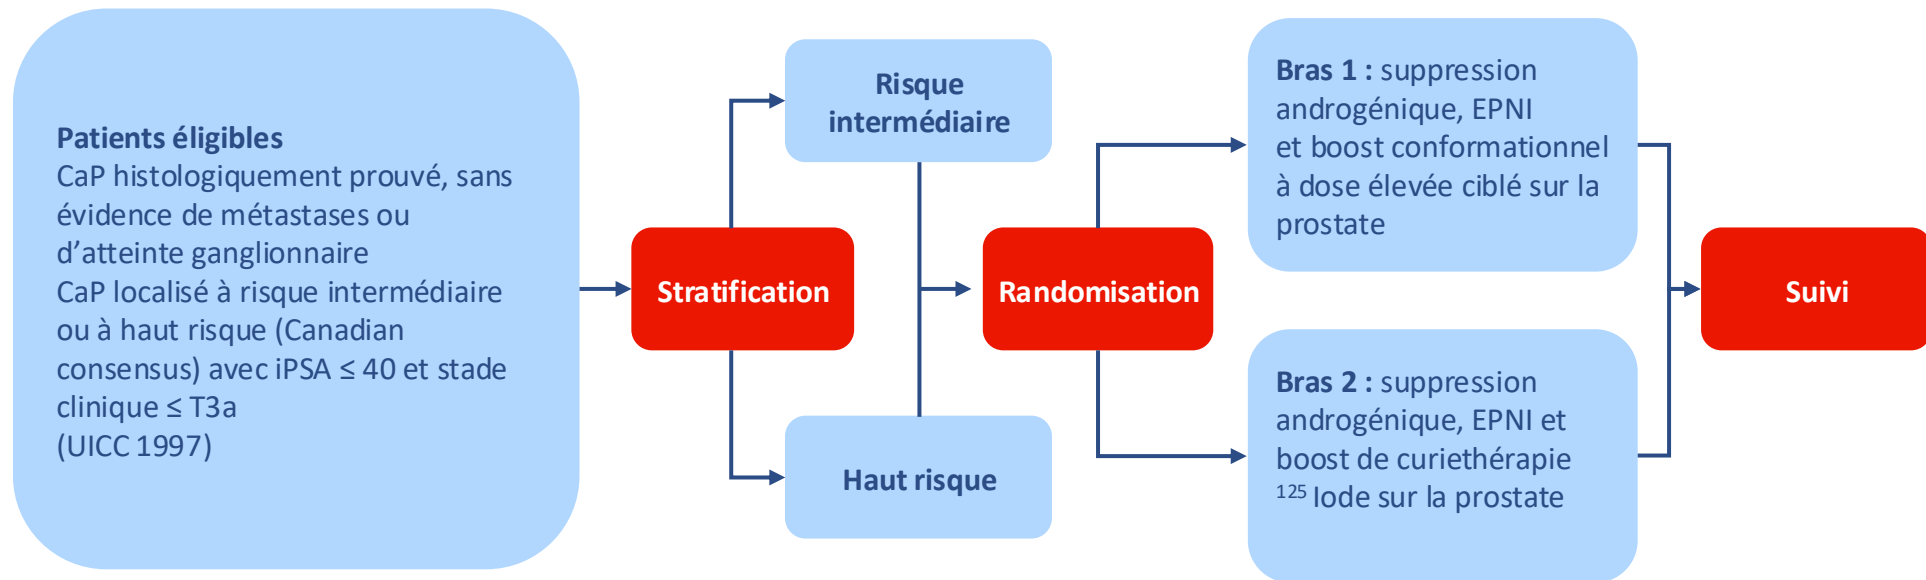 Patients éligibles
CaP histologiquement prouvé, sans
évidence de métastases ou
d’atteinte ganglionnaire
CaP localisé à risque intermédiaire
ou à haut risque (Canadian
consensus) avec iPSA ≤ 40 et stade
clinique ≤ T3a
(UICC 1997)
Stratification
Risque
intermédiaire
Haut risque
Randomisation
Bras 1 : suppression
androgénique, EPNI
et boost conformationnel
à dose élevée ciblé sur la
prostate
Bras 2 : suppression
androgénique, EPNI et
boost de curiethérapie
¹²⁵ Iode sur la prostate
Suivi